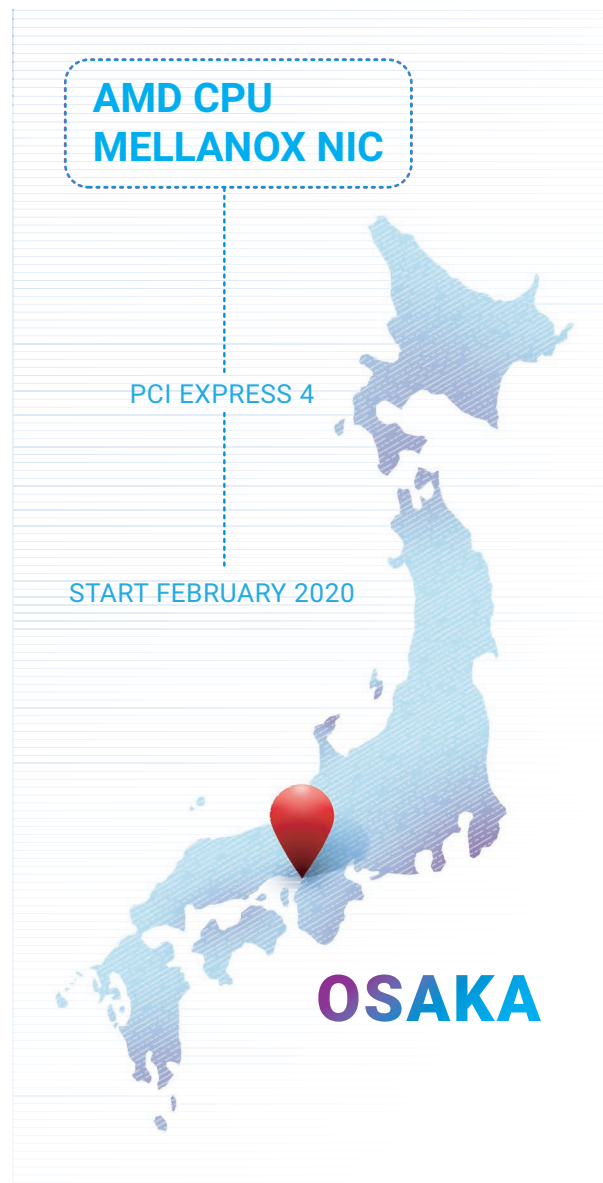 AMD CPU
MELLANOX NIC
PCI EXPRESS 4
START FEBRUARY 2020
OSAKA